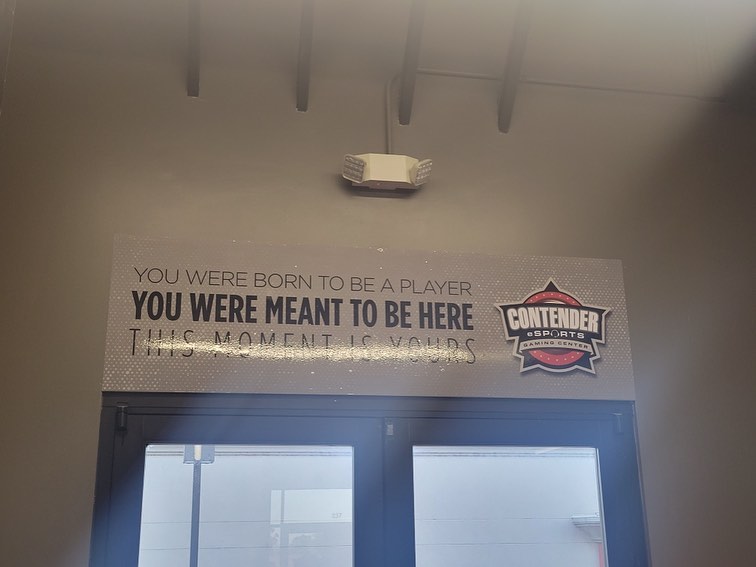 YOU WERE BORN TO BE A PLAYER
YOU WERE MEANT TO BE HERE
THIS MOMENT IS YOURS
CONTENDER
eSPORTS
GAMING CENTER